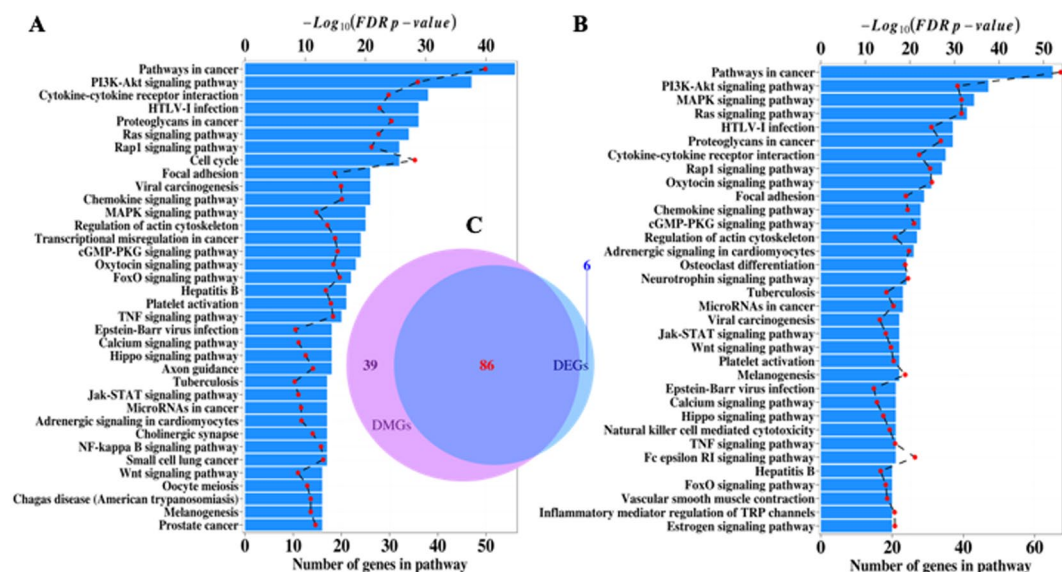 A
−Log10(FDR p−value)
0 10 20 30 40
Pathways in cancer
PI3K-Akt signaling pathway
Cytokine-cytokine receptor interaction
HTLV-I infection
Proteoglycans in cancer
Ras signaling pathway
Rap1 signaling pathway
Cell cycle
Focal adhesion
Viral carcinogenesis
Chemokine signaling pathway
MAPK signaling pathway
Regulation of actin cytoskeleton
Transcriptional misregulation in cancer
cGMP-PKG signaling pathway
Oxytocin signaling pathway
FoxO signaling pathway
Hepatitis B
Platelet activation
TNF signaling pathway
Epstein-Barr virus infection
Calcium signaling pathway
Hippo signaling pathway
Axon guidance
Tuberculosis
Jak-STAT signaling pathway
MicroRNAs in cancer
Adrenergic signaling in cardiomyocytes
Cholinergic synapse
NF-kappa B signaling pathway
Small cell lung cancer
Wnt signaling pathway
Oocyte meiosis
Chagas disease (American trypanosomiasis)
Melanogenesis
Prostate cancer
0 10 20 30 40 50
Number of genes in pathway
C
6
39
86
DEGs
DMGs
B
−Log10(FDR p−value)
0 10 20 30 40 50
Pathways in cancer
PI3K-Akt signaling pathway
MAPK signaling pathway
Ras signaling pathway
HTLV-I infection
Proteoglycans in cancer
Cytokine-cytokine receptor interaction
Rap1 signaling pathway
Oxytocin signaling pathway
Focal adhesion
Chemokine signaling pathway
cGMP-PKG signaling pathway
Regulation of actin cytoskeleton
Adrenergic signaling in cardiomyocytes
Osteoclast differentiation
Neurotrophin signaling pathway
Tuberculosis
MicroRNAs in cancer
Viral carcinogenesis
Jak-STAT signaling pathway
Wnt signaling pathway
Platelet activation
Melanogenesis
Epstein-Barr virus infection
Calcium signaling pathway
Hippo signaling pathway
Natural killer cell mediated cytotoxicity
TNF signaling pathway
Fc epsilon RI signaling pathway
Hepatitis B
FoxO signaling pathway
Vascular smooth muscle contraction
Inflammatory mediator regulation of TRP channels
Estrogen signaling pathway
0 10 20 30 40 50 60
Number of genes in pathway